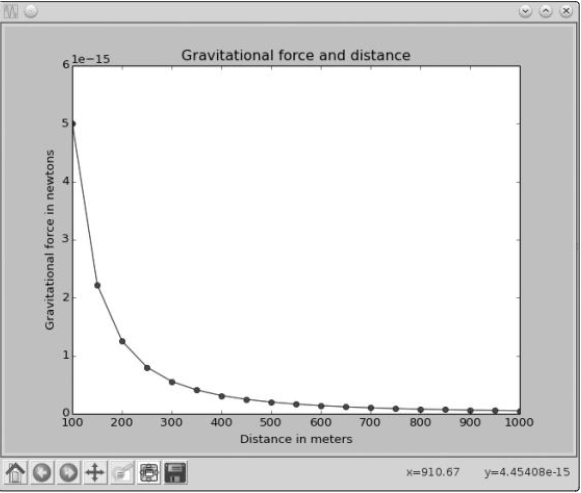 Gravitational force and distance
1e−15
6
5
4
3
2
1
0
Gravitational force in newtons
100 200 300 400 500 600 700 800 900 1000
Distance in meters
x=910.67 y=4.45408e-15